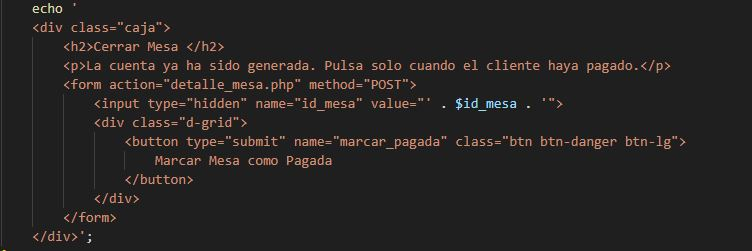 echo '
<div class="caja">
<h2>Cerrar Mesa </h2>
<p>La cuenta ya ha sido generada. Pulsa solo cuando el cliente haya pagado.</p>
<form action="detalle_mesa.php" method="POST">
<input type="hidden" name="id_mesa" value="' . $id_mesa . '">
<div class="d-grid">
<button type="submit" name="marcar_pagada" class="btn btn-danger btn-lg">
Marcar Mesa como Pagada
</button>
</div>
</form>
</div>';